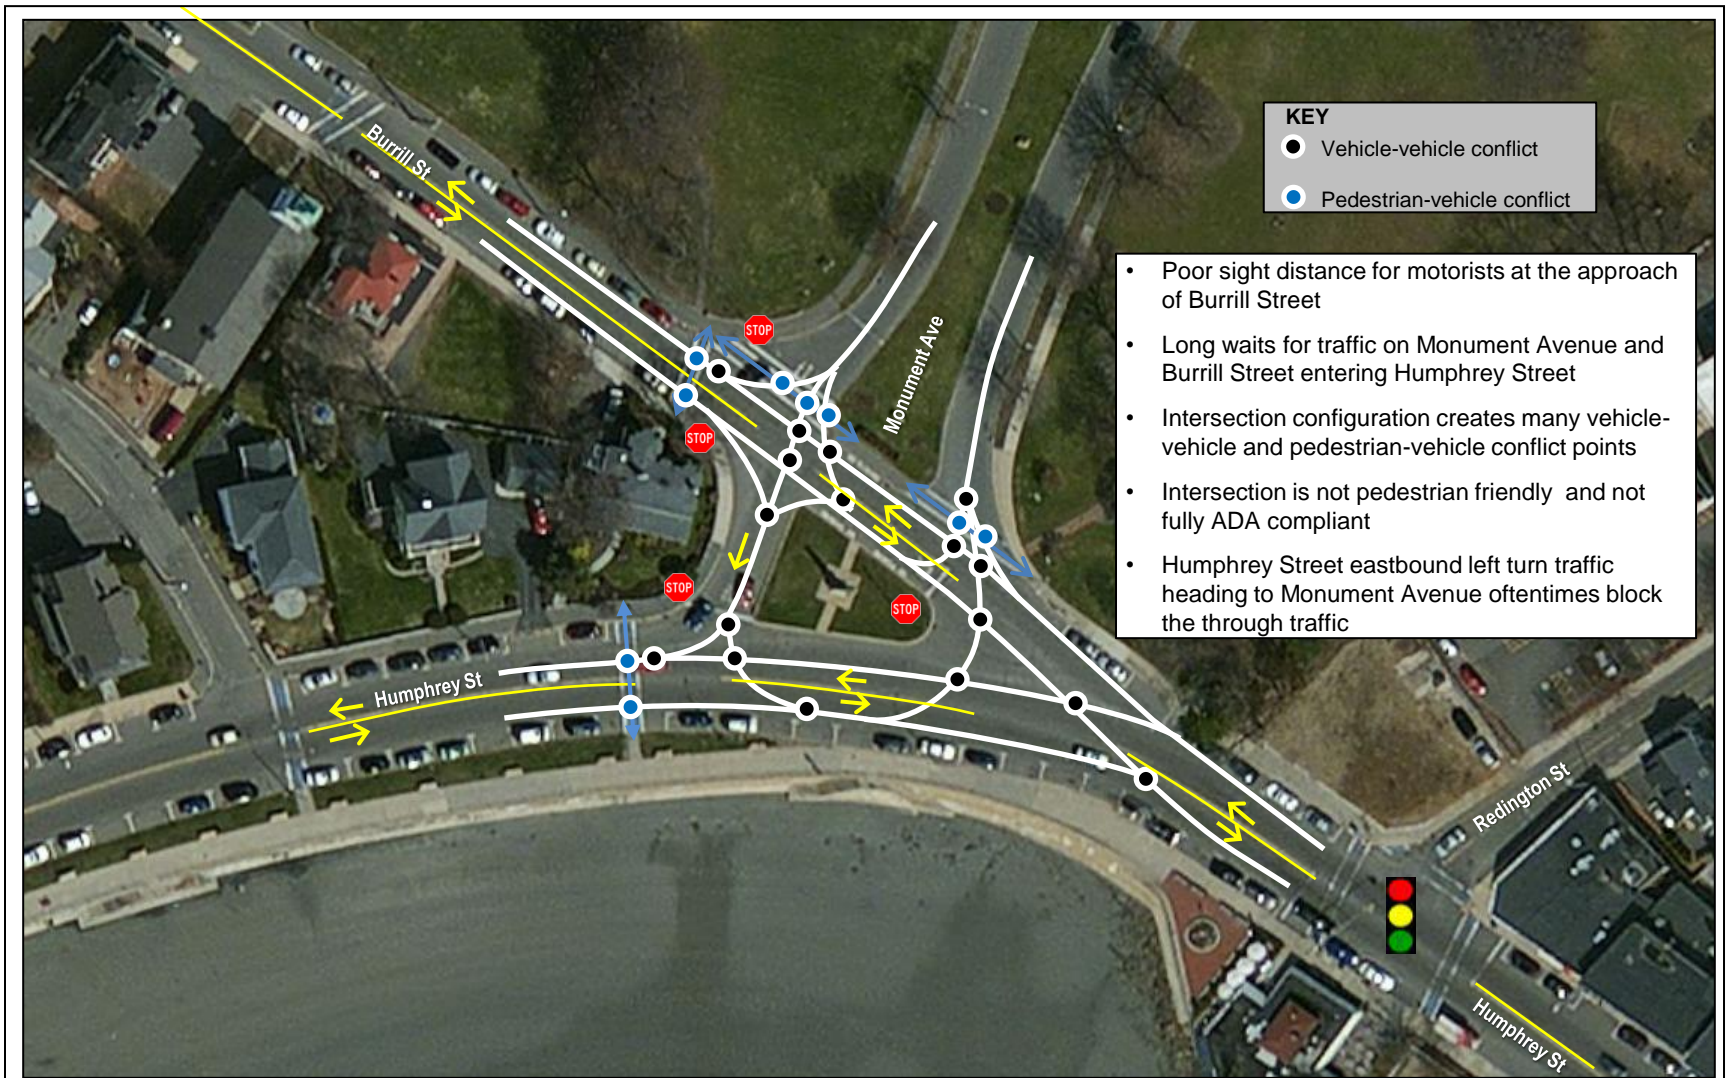 KEY
Vehicle-vehicle conflict
Pedestrian-vehicle conflict
Burrill St
• Poor sight distance for motorists at the approach
of Burrill Street
• Long waits for traffic on Monument Avenue and
Burrill Street entering Humphrey Street
• Intersection configuration creates many vehicle-
vehicle and pedestrian-vehicle conflict points
• Intersection is not pedestrian friendly  and not
fully ADA compliant
• Humphrey Street eastbound left turn traffic
heading to Monument Avenue oftentimes block
the through traffic
STOP
Monument Ave
STOP
STOP
STOP
Humphrey St
Redington St
Humphrey St